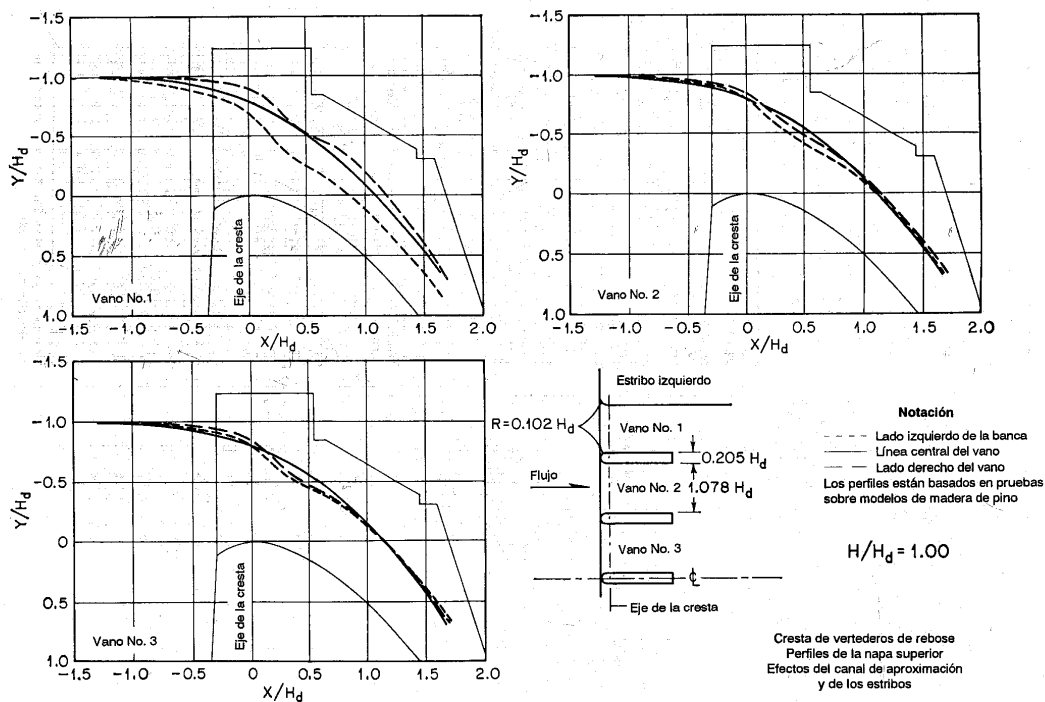 -1.5
-1.0
-0.5
0
0.5
1.0
Y/Hd
Eje de la cresta
Vano No.1
-1.5 -1.0 -0.5 0 0.5 1.0 1.5 2.0
X/Hd
-1.5
-1.0
-0.5
0
0.5
1.0
Y/Hd
Eje de la cresta
Vano No. 2
-1.5 -1.0 -0.5 0 0.5 1.0 1.5 2.0
X/Hd
-1.5
-1.0
-0.5
0
0.5
1.0
Y/Hd
Eje de la cresta
Vano No. 3
-1.5 -1.0 -0.5 0 0.5 1.0 1.5 2.0
X/Hd
Estribo izquierdo
R=0.102 Hd
Vano No. 1
0.205 Hd
Flujo
Vano No. 2 1.078 Hd
Vano No. 3
℄
Eje de la cresta
Notación
Lado izquierdo de la banca
Línea central del vano
Lado derecho del vano
Los perfiles están basados en pruebas
sobre modelos de madera de pino
H/Hd = 1.00
Cresta de vertederos de rebose
Perfiles de la napa superior
Efectos del canal de aproximación
y de los estribos